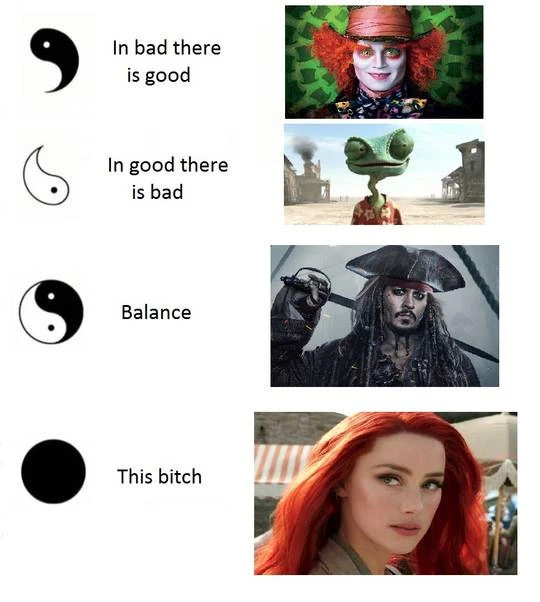 In bad there
is good
In good there
is bad
Balance
This bitch